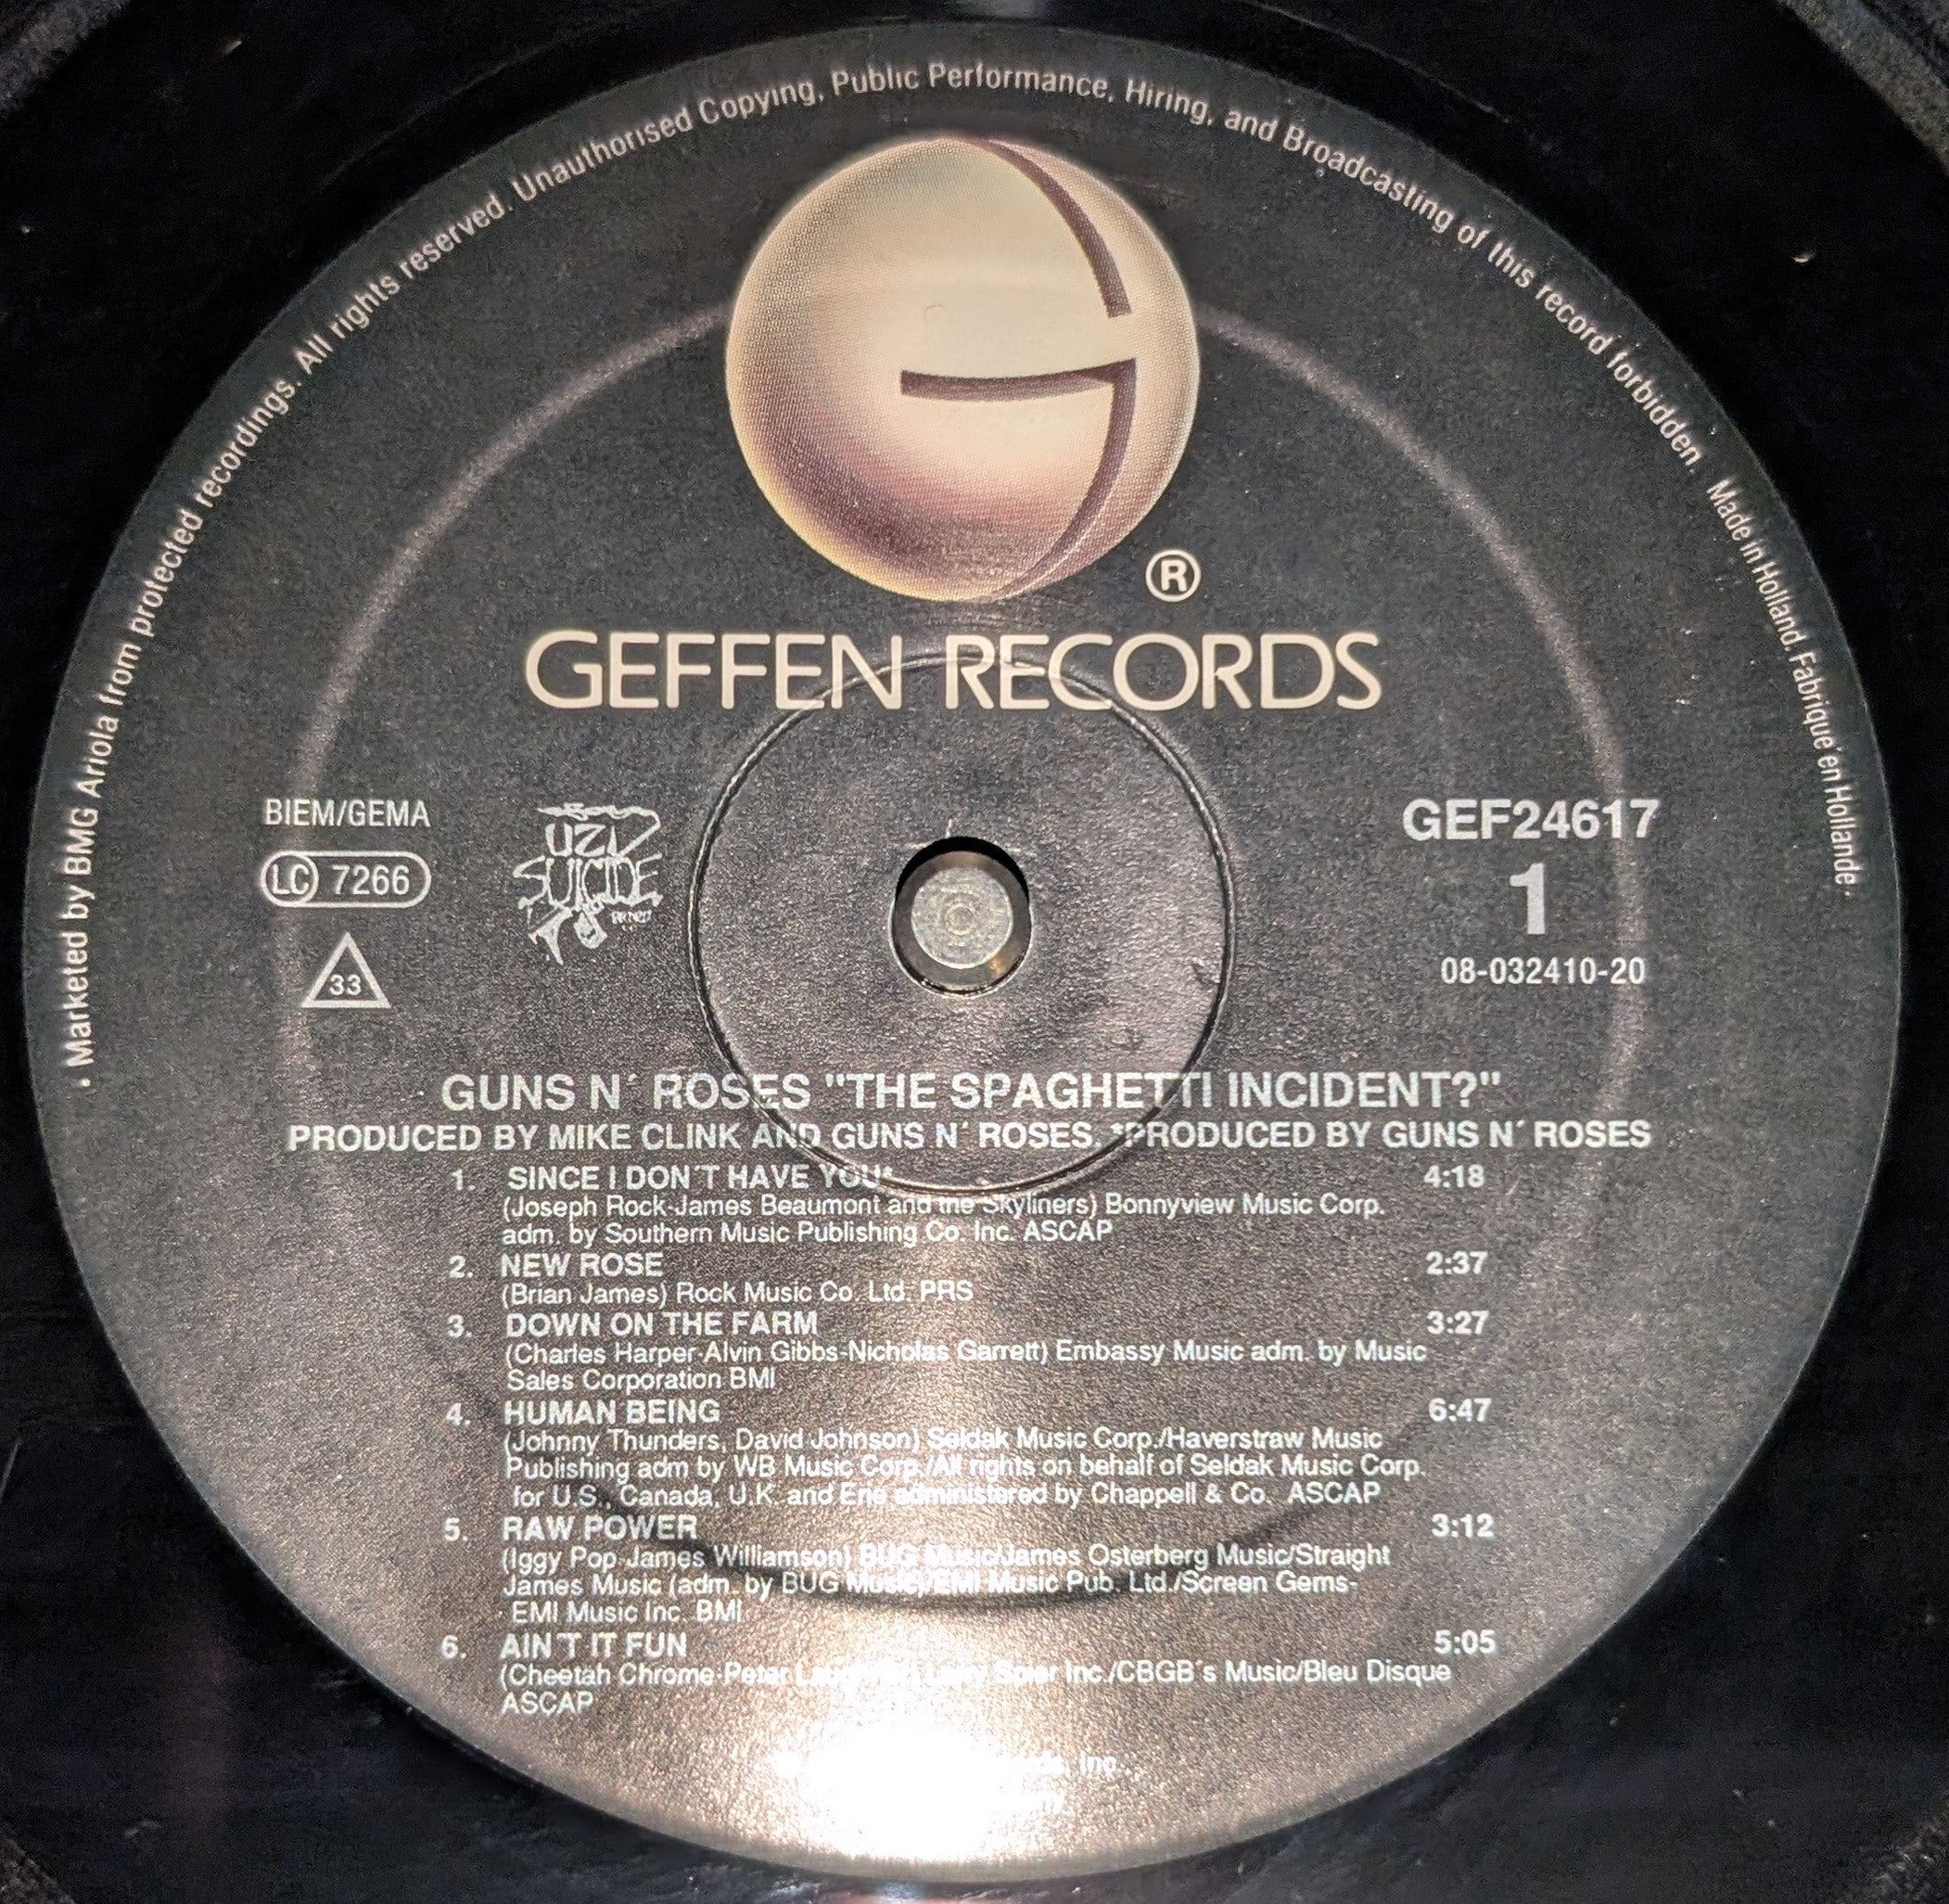 . Marketed by BMG Ariola from protected recordings. All rights reserved. Unauthorised Copying, Public Performance, Hiring, and Broadcasting of this record forbidden. Made in Holland. Fabriqué en Hollande.
®
GEFFEN RECORDS
BIEM/GEMA
LC 7266
33
UZI
SUICIDE
GEF24617
1
08-032410-20
GUNS N´ ROSES "THE SPAGHETTI INCIDENT?"
PRODUCED BY MIKE CLINK AND GUNS N´ ROSES. *PRODUCED BY GUNS N´ ROSES
1. SINCE I DON´T HAVE YOU* 4:18
(Joseph Rock-James Beaumont and the Skyliners) Bonnyview Music Corp.
adm. by Southern Music Publishing Co. Inc. ASCAP
2. NEW ROSE 2:37
(Brian James) Rock Music Co. Ltd. PRS
3. DOWN ON THE FARM 3:27
(Charles Harper-Alvin Gibbs-Nicholas Garrett) Embassy Music adm. by Music
Sales Corporation BMI
4. HUMAN BEING 6:47
(Johnny Thunders, David Johnson) Seldak Music Corp./Haverstraw Music
Publishing adm by WB Music Corp./All rights on behalf of Seldak Music Corp.
for U.S., Canada, U.K. and Erie administered by Chappell & Co. ASCAP
5. RAW POWER 3:12
(Iggy Pop-James Williamson) BUG Music/James Osterberg Music/Straight
James Music (adm. by BUG Music)/EMI Music Pub. Ltd./Screen Gems-
EMI Music Inc. BMI
6. AIN´T IT FUN 5:05
(Cheetah Chrome-Peter Larry Spier Inc./CBGB´s Music/Bleu Disque
ASCAP
Inc.